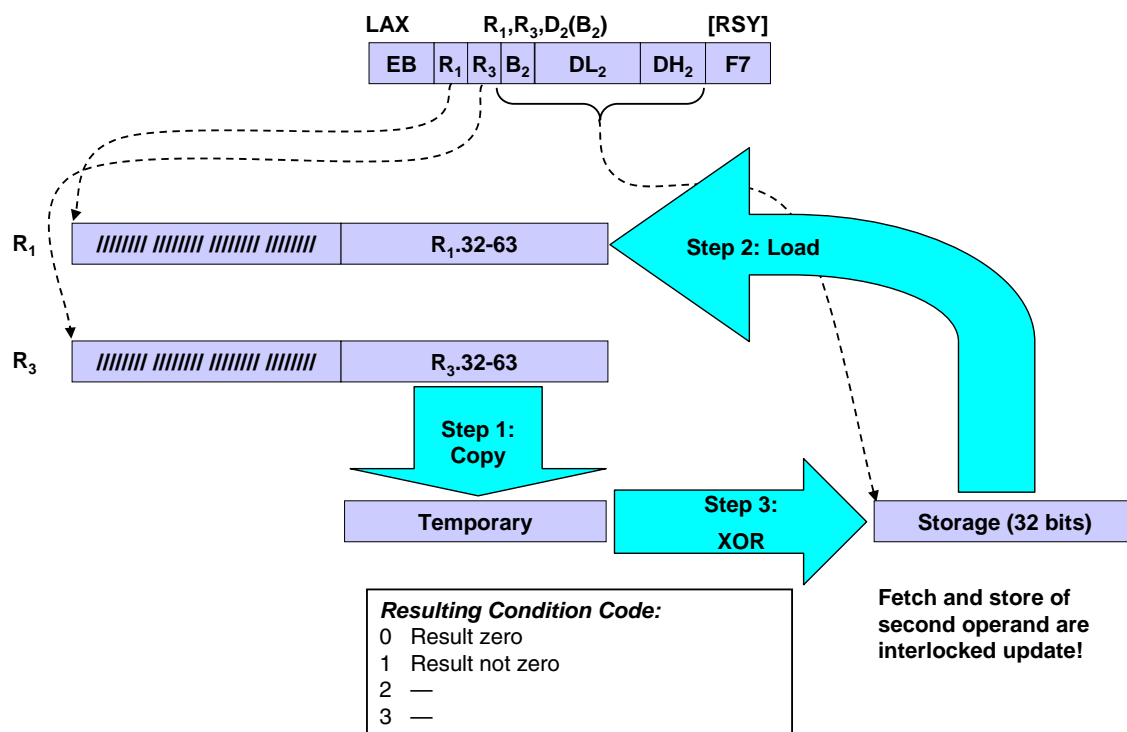 LAX R₁,R₃,D₂(B₂) [RSY]
EB R₁ R₃ B₂ DL₂ DH₂ F7
R₁ //////// //////// //////// //////// R₁.32-63
Step 2: Load
R₃ //////// //////// //////// //////// R₃.32-63
Step 1:
Copy
Temporary
Step 3:
XOR
Storage (32 bits)
Resulting Condition Code:
0 Result zero
1 Result not zero
2 —
3 —
Fetch and store of
second operand are
interlocked update!